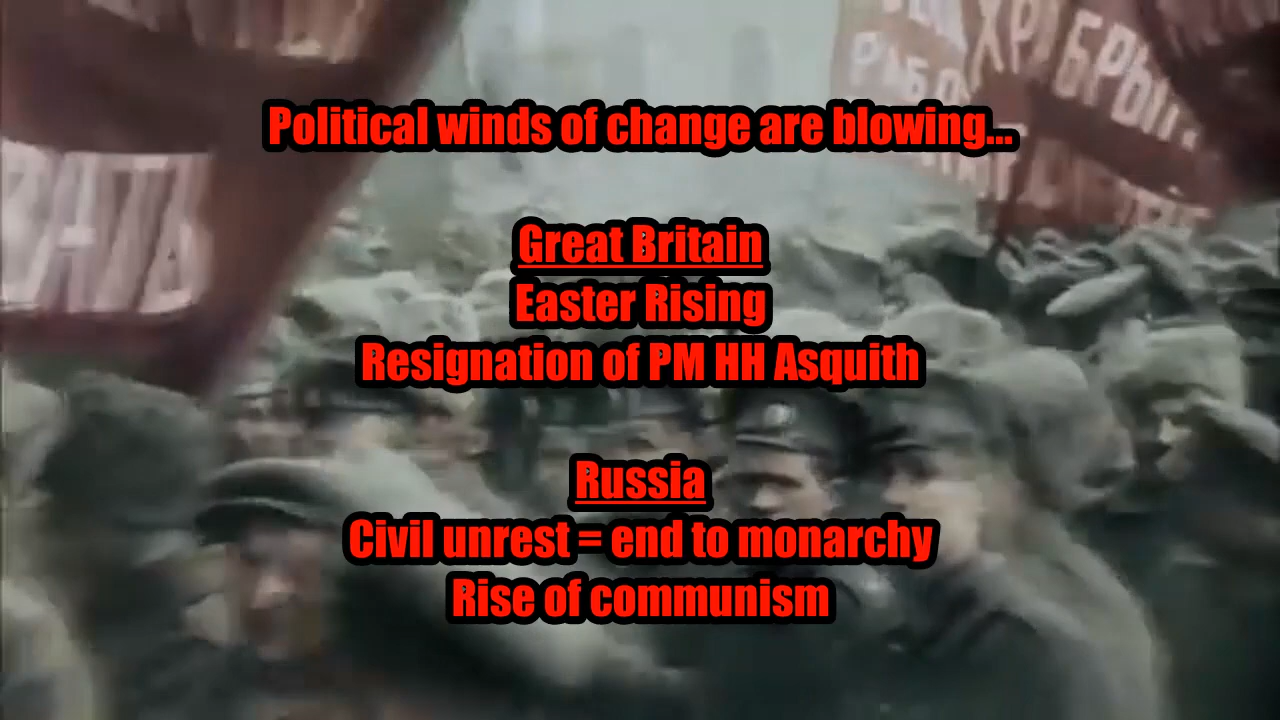 Political winds of change are blowing...
Great Britain
Easter Rising
Resignation of PM HH Asquith
Russia
Civil unrest = end to monarchy
Rise of communism